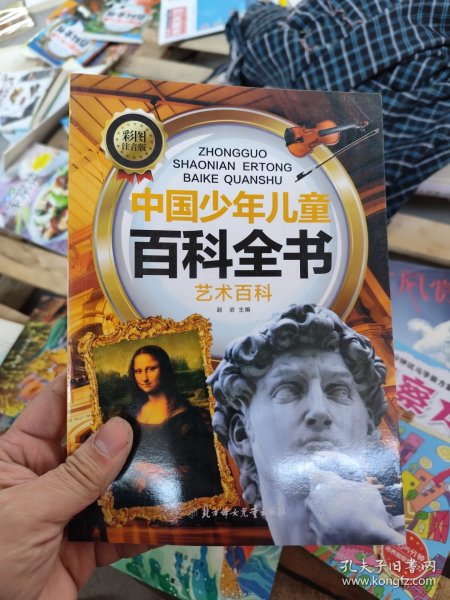 彩图
注音版
ZHONGGUO
SHAONIAN ERTONG
BAIKE QUANSHU
中国少年儿童
百科全书
艺术百科
赵 岩 主编
北方妇女儿童出版社
孔夫子旧书网
www.kongfz.com